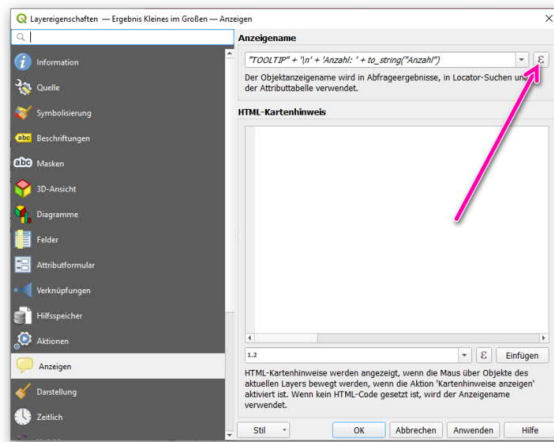 Layereigenschaften — Ergebnis Kleines im Großen — Anzeigen
Information
Quelle
Symbolisierung
abc Beschriftungen
abc Masken
3D-Ansicht
Diagramme
Felder
Attributformular
Verknüpfungen
Hilfsspeicher
Aktionen
Anzeigen
Darstellung
Zeitlich
Anzeigename
"TOOLTIP" + '\n' + 'Anzahl: ' + to_string("Anzahl")
ε
Der Objektanzeigename wird in Abfrageergebnisse, in Locator-Suchen und
der Attributtabelle verwendet.
HTML-Kartenhinweis
1.2
ε
Einfügen
HTML-Kartenhinweise werden angezeigt, wenn die Maus über Objekte des
aktuellen Layers bewegt werden, wenn die Aktion 'Kartenhinweise anzeigen'
aktiviert ist. Wenn kein HTML-Code gesetzt ist, wird der Anzeigename
verwendet.
Stil
OK
Abbrechen
Anwenden
Hilfe